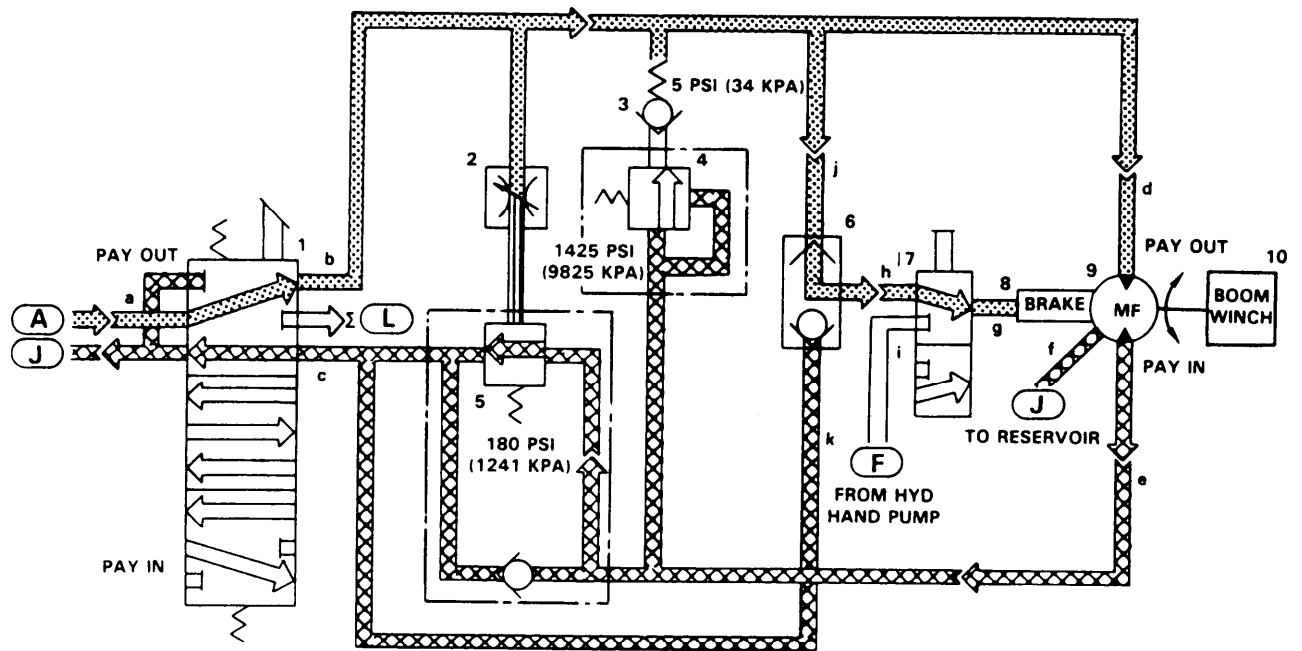 5 PSI (34 KPA)
3
2
4
j
d
6
PAY OUT
1
b
1425 PSI
(9825 KPA)
PAY OUT
a
h
7
8
9
10
A
L
BRAKE
MF
BOOM
WINCH
J
g
f
i
PAY IN
c
5
J
180 PSI
(1241 KPA)
k
TO RESERVOIR
F
e
FROM HYD
HAND PUMP
PAY IN